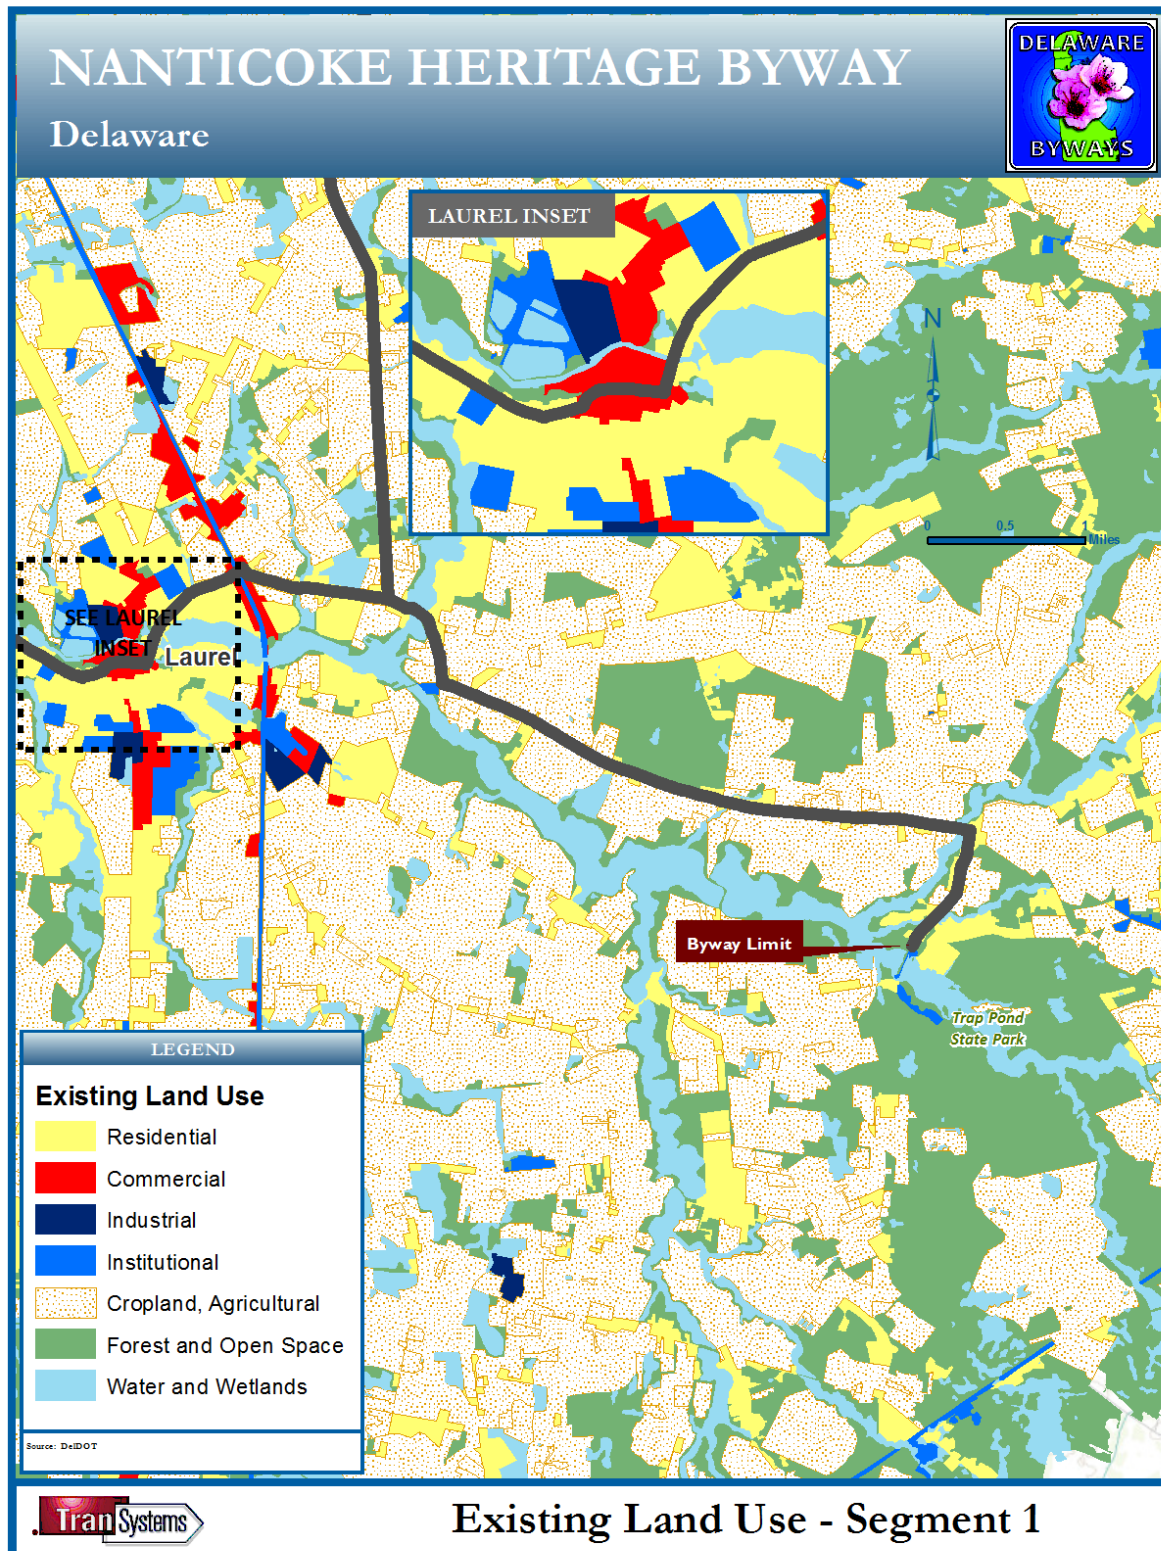 NANTICOKE HERITAGE BYWAY
Delaware
DELAWARE
BYWAYS
LAUREL INSET
N
0 0.5 1
Miles
SEE LAUREL
INSET
Laurel
Byway Limit
Trap Pond
State Park
LEGEND
Existing Land Use
Residential
Commercial
Industrial
Institutional
Cropland, Agricultural
Forest and Open Space
Water and Wetlands
Source: DelDOT
TranSystems
Existing Land Use - Segment 1